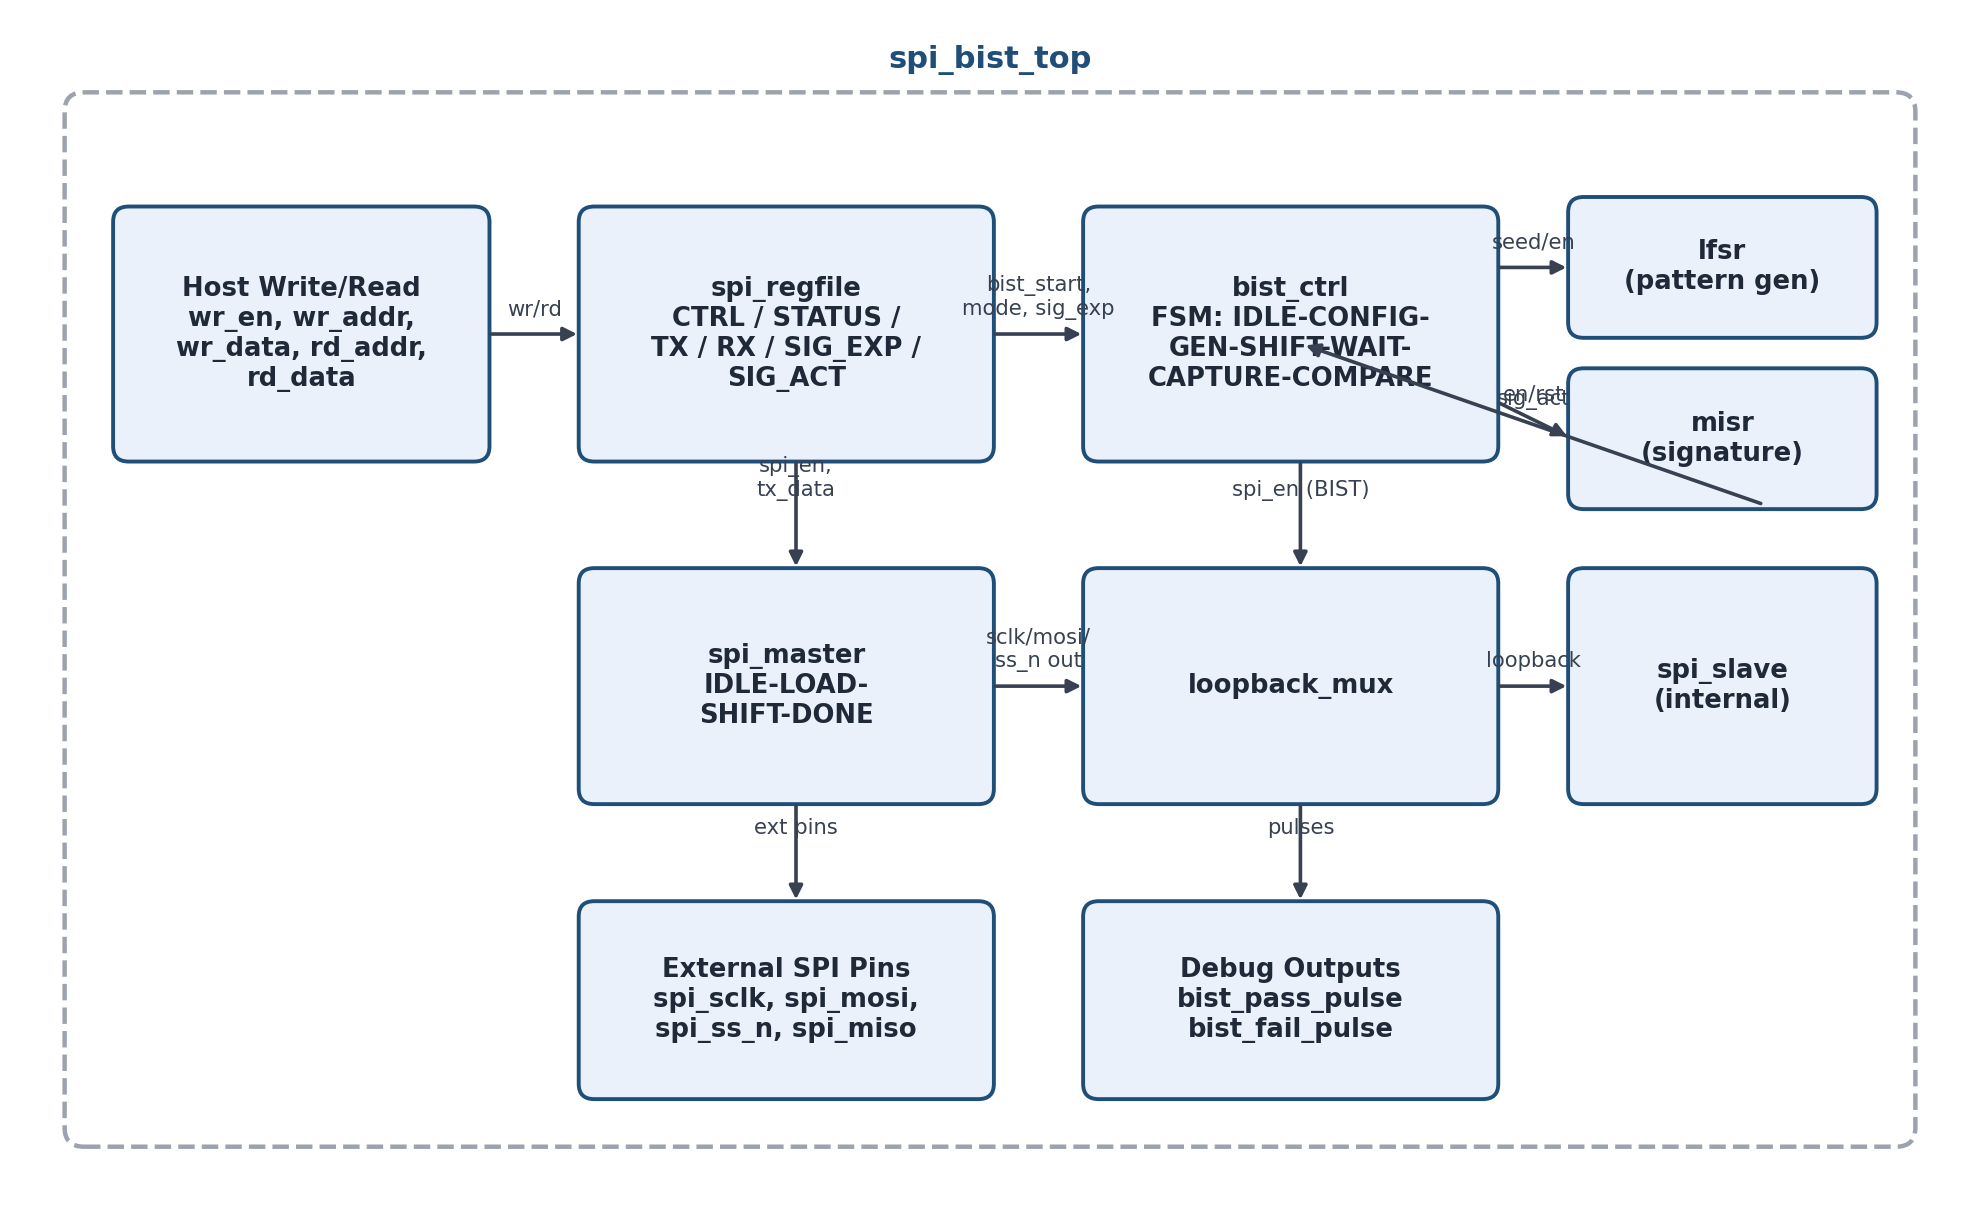 spi_bist_top
Host Write/Read
wr_en, wr_addr,
wr_data, rd_addr,
rd_data
wr/rd
spi_regfile
CTRL / STATUS /
TX / RX / SIG_EXP /
SIG_ACT
bist_start,
mode, sig_exp
bist_ctrl
FSM: IDLE-CONFIG-
GEN-SHIFT-WAIT-
CAPTURE-COMPARE
seed/en
lfsr
(pattern gen)
en/rst
sig_act
misr
(signature)
spi_en,
tx_data
spi_en (BIST)
spi_master
IDLE-LOAD-
SHIFT-DONE
sclk/mosi/
ss_n out
loopback_mux
loopback
spi_slave
(internal)
ext pins
pulses
External SPI Pins
spi_sclk, spi_mosi,
spi_ss_n, spi_miso
Debug Outputs
bist_pass_pulse
bist_fail_pulse